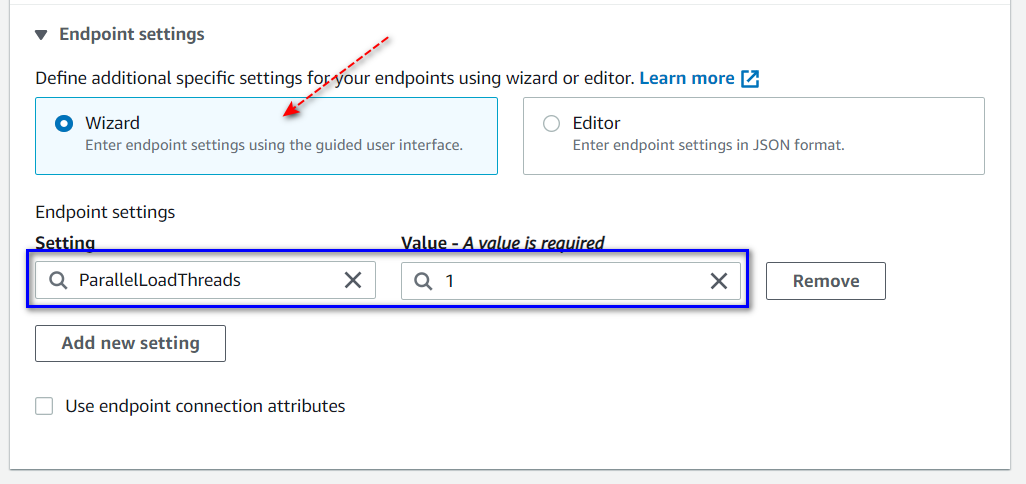 Endpoint settings
Define additional specific settings for your endpoints using wizard or editor. Learn more
Wizard
Enter endpoint settings using the guided user interface.
Editor
Enter endpoint settings in JSON format.
Endpoint settings
Setting
Value - A value is required
ParallelLoadThreads
1
Remove
Add new setting
Use endpoint connection attributes